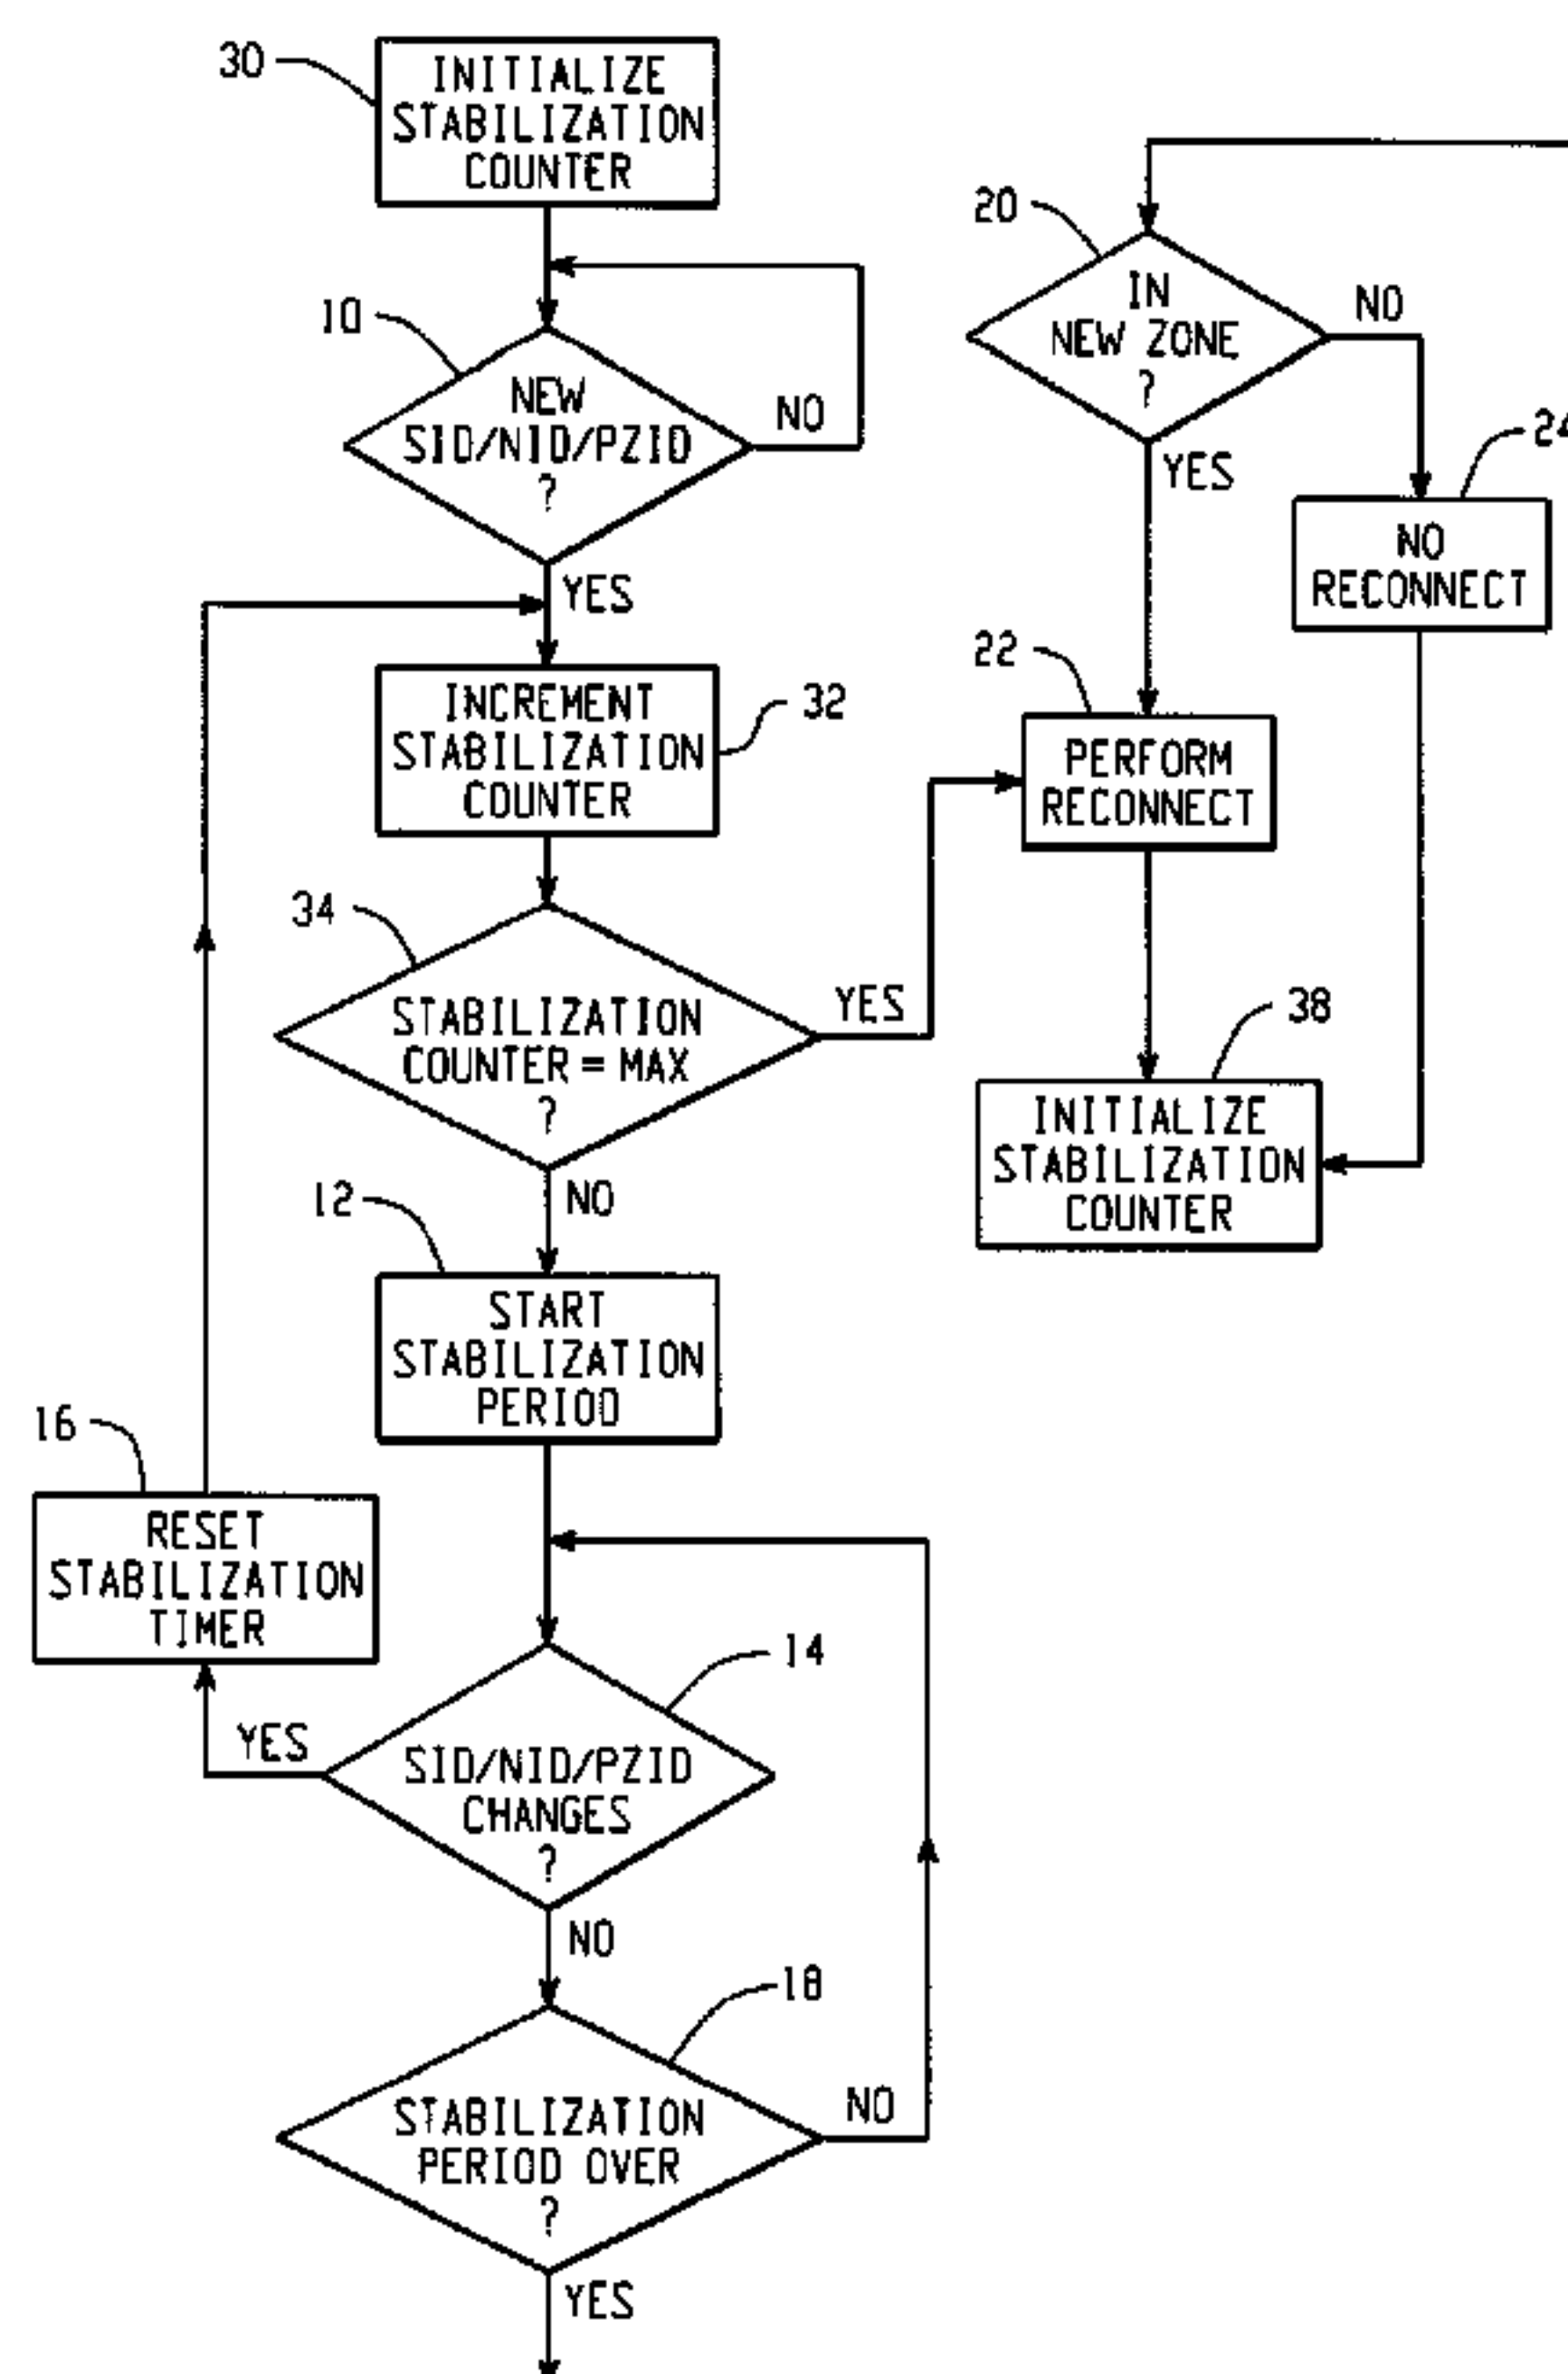 30
INITIALIZE
STABILIZATION
COUNTER
10
NEW
SID/NID/PZID
?
NO
YES
INCREMENT
STABILIZATION
COUNTER
32
34
STABILIZATION
COUNTER = MAX
?
YES
NO
12
START
STABILIZATION
PERIOD
16
RESET
STABILIZATION
TIMER
14
SID/NID/PZID
CHANGES
?
YES
NO
18
STABILIZATION
PERIOD OVER
?
NO
YES
20
IN
NEW ZONE
?
NO
YES
24
NO
RECONNECT
22
PERFORM
RECONNECT
38
INITIALIZE
STABILIZATION
COUNTER